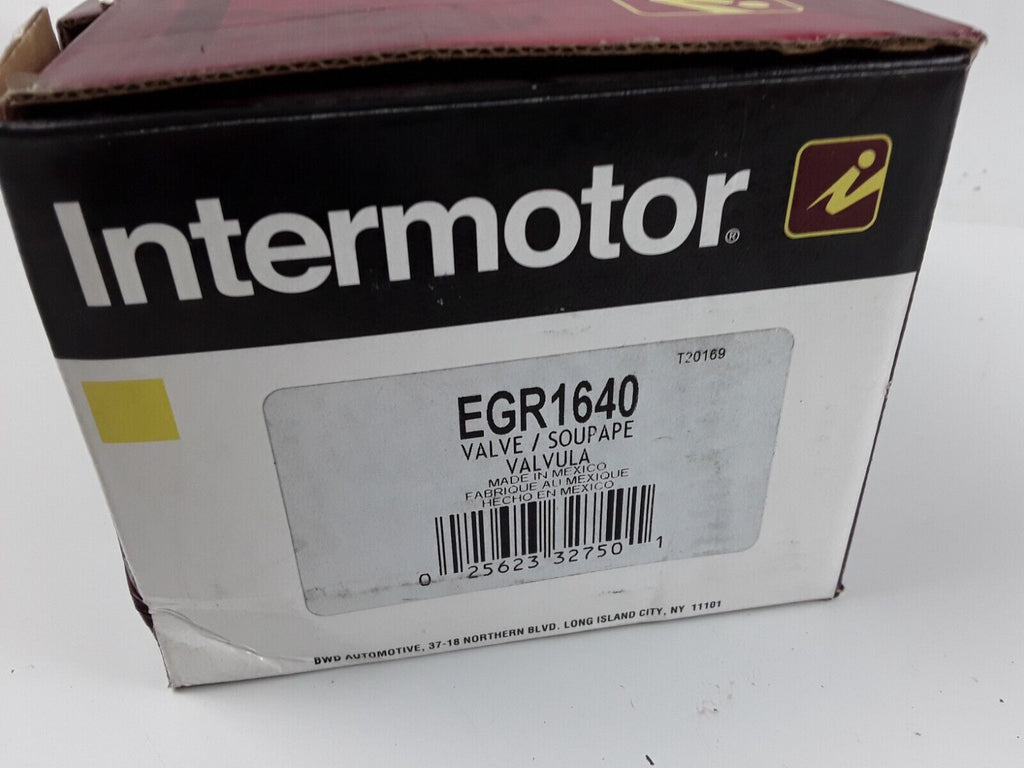 Intermotor®
T20169
EGR1640
VALVE / SOUPAPE
VALVULA
MADE IN MEXICO
FABRIQUE AU MEXIQUE
HECHO EN MEXICO
0 25623 32750 1
BWD AUTOMOTIVE, 37-18 NORTHERN BLVD. LONG ISLAND CITY, NY 11101